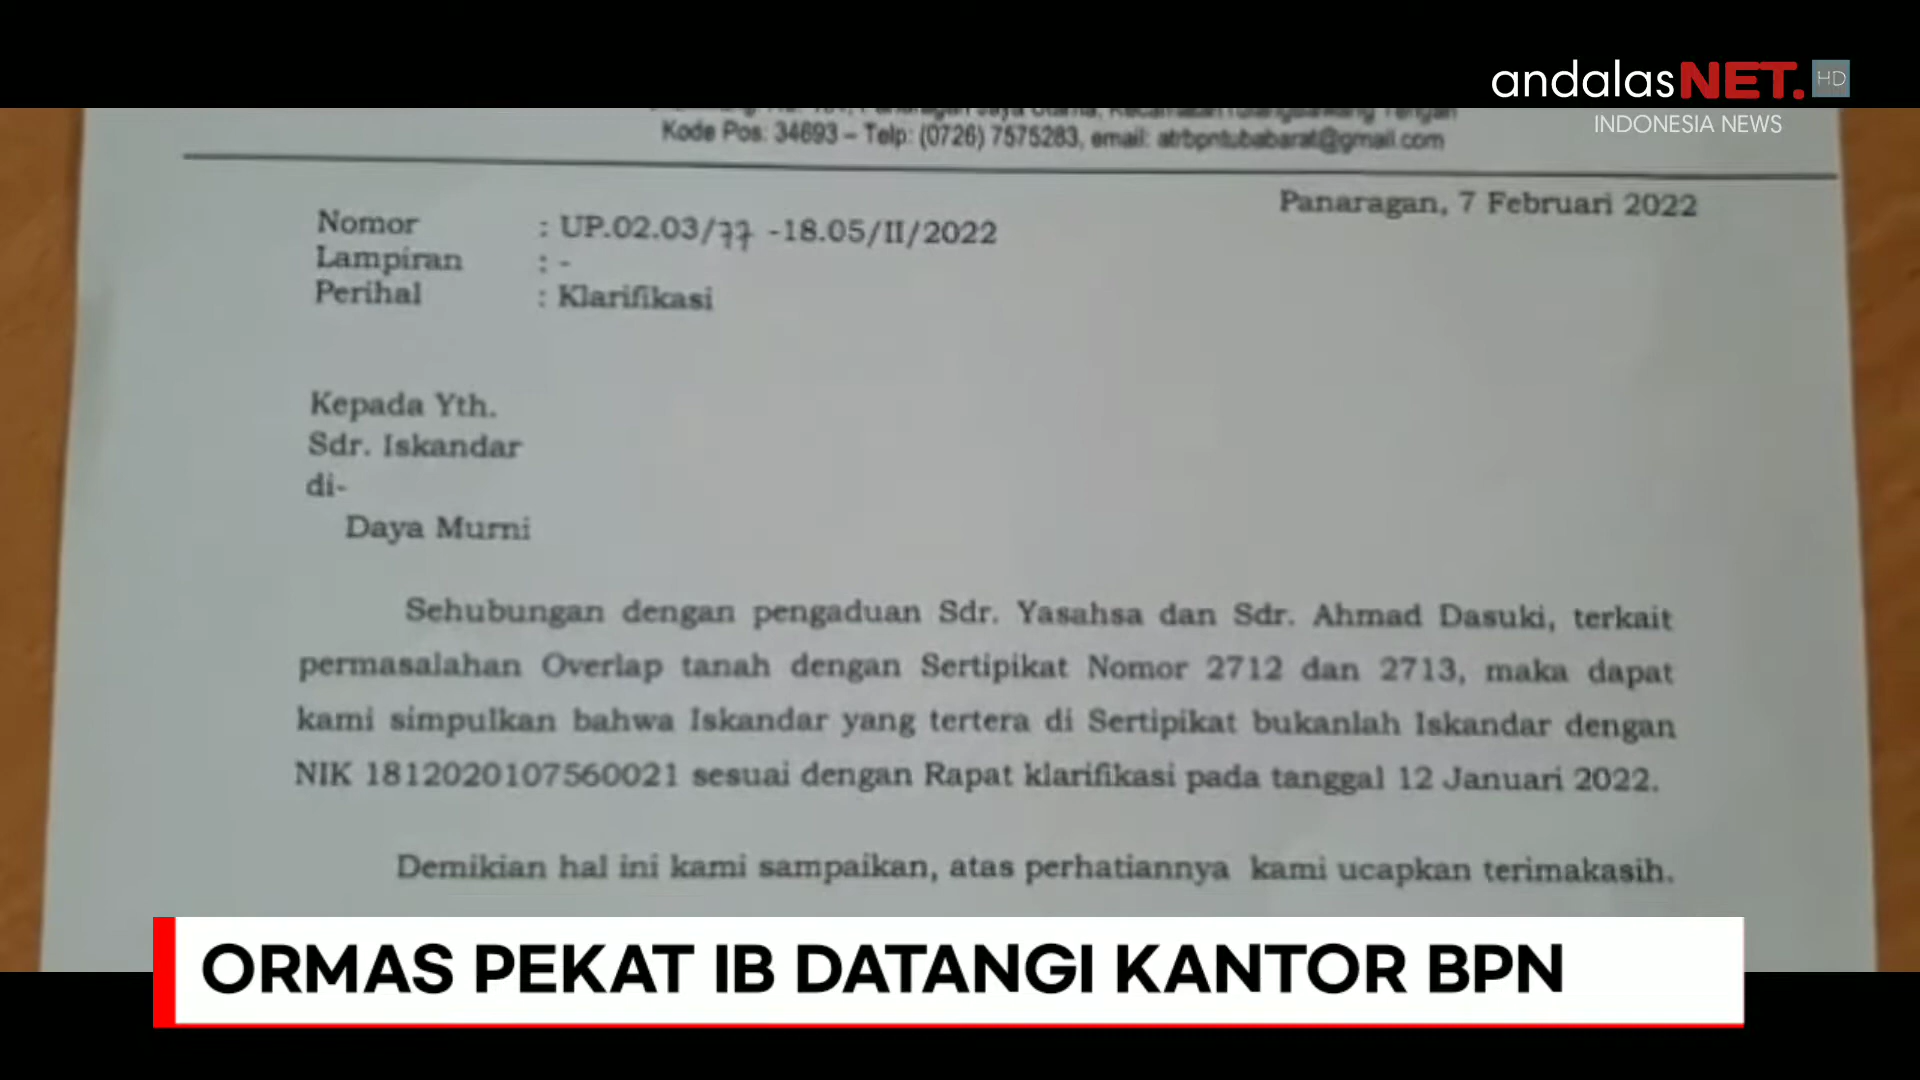 andalasNET. HD
INDONESIA NEWS
Kode Pos: 34693 – Telp: (0726) 7575283, email: atrbpntubabarat@gmail.com
Panaragan, 7 Februari 2022
Nomor : UP.02.03/77 -18.05/II/2022
Lampiran : -
Perihal : Klarifikasi
Kepada Yth.
Sdr. Iskandar
di-
Daya Murni
Sehubungan dengan pengaduan Sdr. Yasahsa dan Sdr. Ahmad Dasuki, terkait
permasalahan Overlap tanah dengan Sertipikat Nomor 2712 dan 2713, maka dapat
kami simpulkan bahwa Iskandar yang tertera di Sertipikat bukanlah Iskandar dengan
NIK 1812020107560021 sesuai dengan Rapat klarifikasi pada tanggal 12 Januari 2022.
Demikian hal ini kami sampaikan, atas perhatiannya kami ucapkan terimakasih.
ORMAS PEKAT IB DATANGI KANTOR BPN